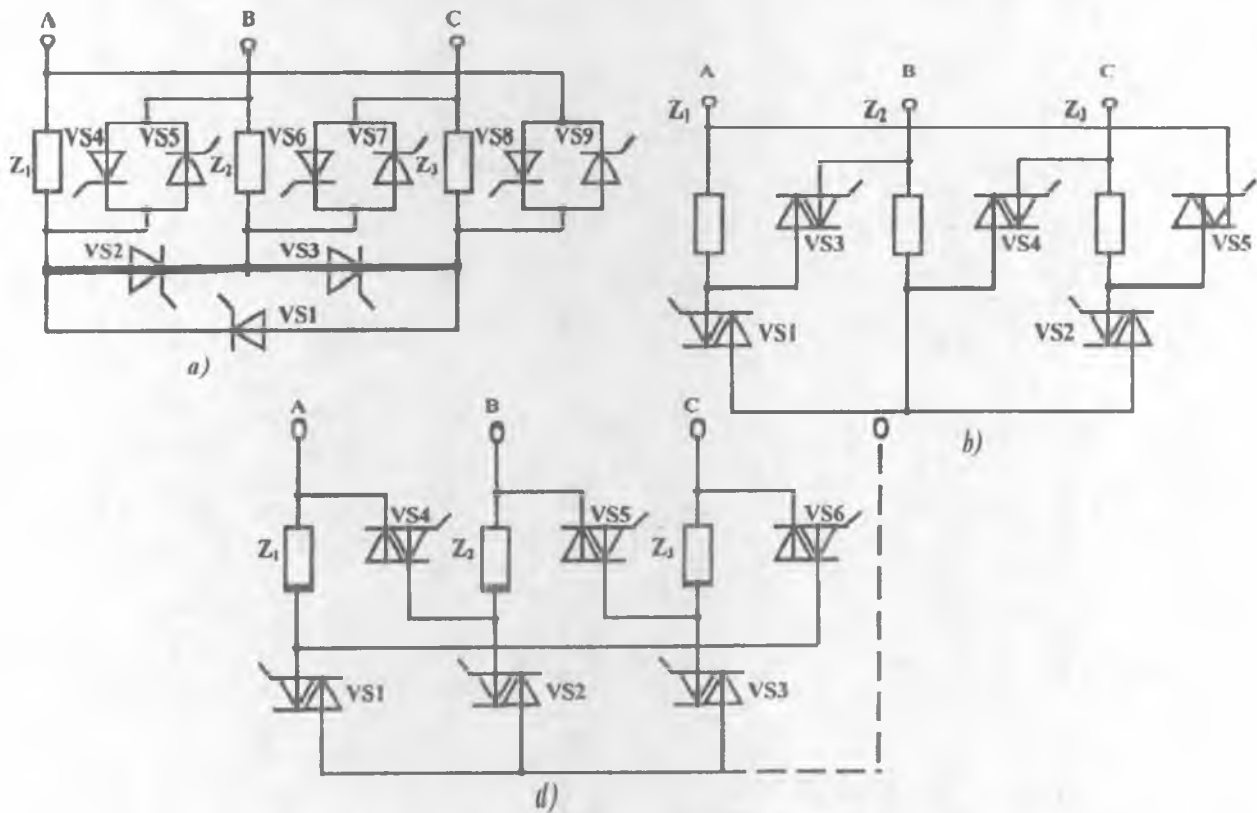 A B C
VS4 VS5 VS6 VS7 VS8 VS9
Z₁ Z₂ Z₃
VS2 VS3
VS1
a)
A B C
Z₁ Z₂ Z₃
VS3 VS4 VS5
VS1 VS2
b)
A B C
VS4 VS5 VS6
Z₁ Z₂ Z₃
VS1 VS2 VS3
d)